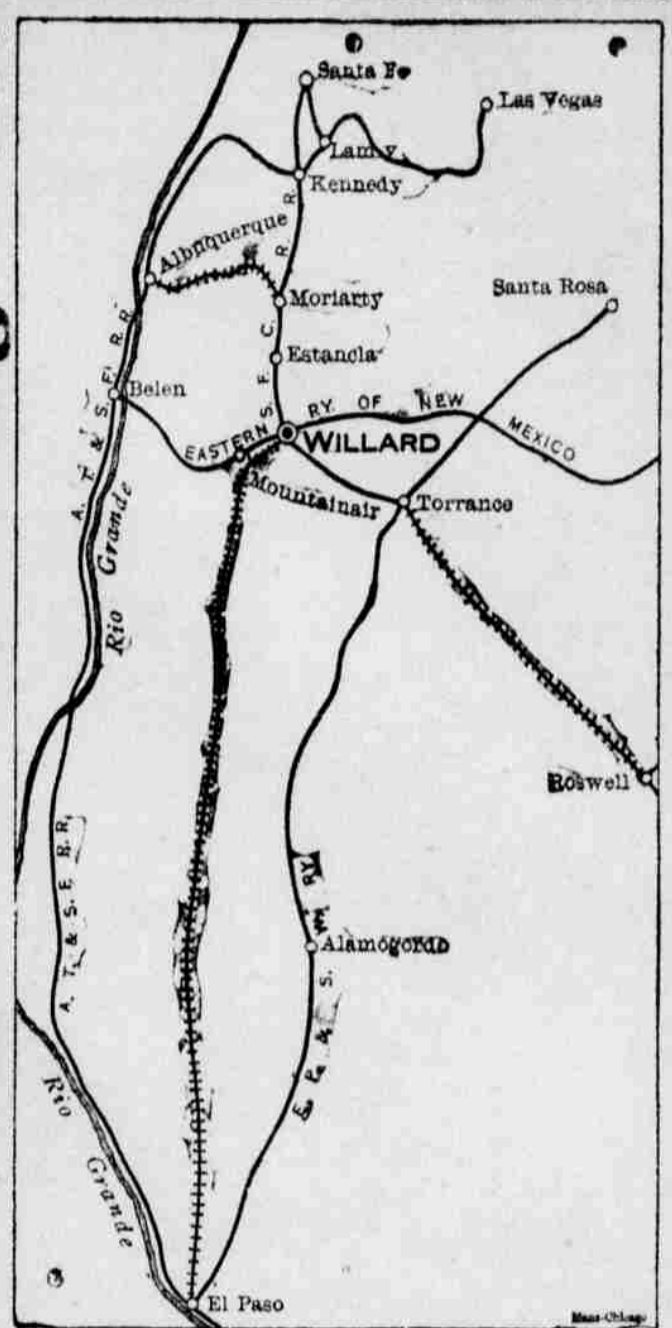 Santa Fe
Las Vegas
Lamy
Kennedy
Albuquerque
S. F. C. R. R.
Moriarty
Santa Rosa
Estancia
Belen
A. T. & S. F. R. R.
EASTERN RY. OF NEW MEXICO
WILLARD
Mountainair
Torrance
Rio Grande
Roswell
A. T. & S. F. R. R.
Alamogordo
E. P. & S. W. RY.
Rio Grande
El Paso